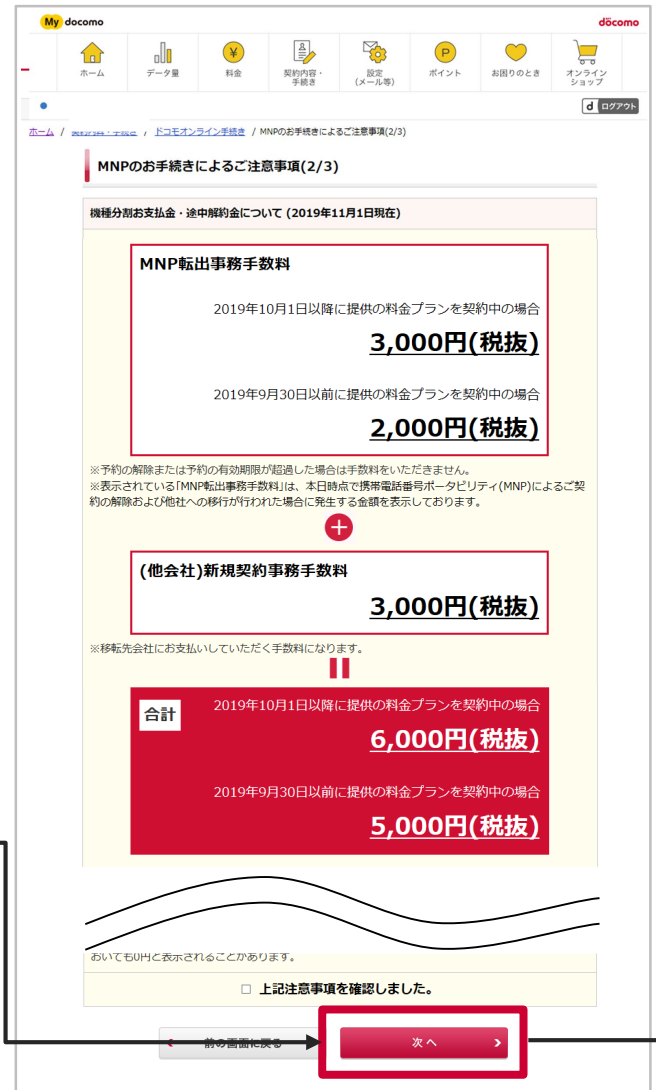 My docomo
döcomo
ホーム
データ量
料金
契約内容・
手続き
設定
(メール等)
ポイント
お困りのとき
オンライン
ショップ
d ログアウト
ホーム / 契約内容・手続き / ドコモオンライン手続き / MNPのお手続きによるご注意事項(2/3)
MNPのお手続きによるご注意事項(2/3)
機種分割お支払金・途中解約金について (2019年11月1日現在)
MNP転出事務手数料
2019年10月1日以降に提供の料金プランを契約中の場合
3,000円(税抜)
2019年9月30日以前に提供の料金プランを契約中の場合
2,000円(税抜)
※予約の解除または予約の有効期限が超過した場合は手数料をいただきません。
※表示されている「MNP転出事務手数料」は、本日時点で携帯電話番号ポータビリティ(MNP)によるご契
約の解除および他社への移行が行われた場合に発生する金額を表示しております。
(他会社)新規契約事務手数料
3,000円(税抜)
※移転先会社にお支払いしていただく手数料になります。
合計
2019年10月1日以降に提供の料金プランを契約中の場合
6,000円(税抜)
2019年9月30日以前に提供の料金プランを契約中の場合
5,000円(税抜)
おいても0円と表示されることがあります。
上記注意事項を確認しました。
前の画面に戻る
次へ